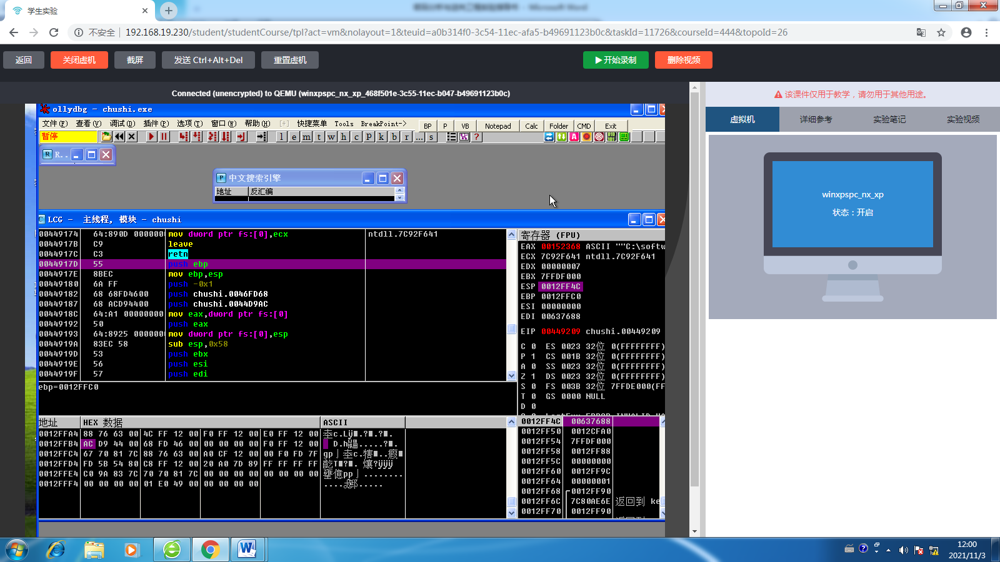 学生实验
不安全 192.168.19.230/student/studentCourse/tpl?act=vm&nolayout=1&teuid=a0b314f0-3c54-11ec-afa5-b49691123b0c&taskId=11726&courseId=444&topoId=26
返回 关闭虚机 截屏 发送 Ctrl+Alt+Del 重置虚机 ▶开始录制 删除视频
Connected (unencrypted) to QEMU (winxpspc_nx_xp_468f501e-3c55-11ec-b047-b49691123b0c)
该课件仅用于教学，请勿用于其他用途。
虚拟机 详细参考 实验笔记 实验视频
winxpspc_nx_xp
状态：开启
ollydbg - chushi.exe
文件(F) 查看(V) 调试(D) 插件(P) 选项(T) 窗口(W) 帮助(H) [+] 快捷菜单 Tools BreakPoint-> BP P VB Notepad Calc Folder CMD Exit
暂停 l e m t w h c P k b r ... s ?
R..
中文搜索引擎
地址 反汇编
LCG - 主线程, 模块 - chushi
00449174 64:890D 0000000 mov dword ptr fs:[0],ecx ntdll.7C92F641
0044917B C9 leave
0044917C C3 retn
0044917D 55 push ebp
0044917E 8BEC mov ebp,esp
00449180 6A FF push -0x1
00449182 68 68FD4600 push chushi.0046FD68
00449187 68 ACD94400 push chushi.0044D9AC
0044918C 64:A1 00000000 mov eax,dword ptr fs:[0]
00449192 50 push eax
00449193 64:8925 0000000 mov dword ptr fs:[0],esp
0044919A 83EC 58 sub esp,0x58
0044919D 53 push ebx
0044919E 56 push esi
0044919F 57 push edi
ebp=0012FFC0
寄存器 (FPU)
EAX 00152368 ASCII ""C:\softw
ECX 7C92F641 ntdll.7C92F641
EDX 00000007
EBX 7FFDF000
ESP 0012FF4C
EBP 0012FFC0
ESI 00000000
EDI 00637688
EIP 00449209 chushi.00449209
C 0 ES 0023 32位 0(FFFFFFFF)
P 1 CS 001B 32位 0(FFFFFFFF)
A 0 SS 0023 32位 0(FFFFFFFF)
Z 1 DS 0023 32位 0(FFFFFFFF)
S 0 FS 003B 32位 7FFDE000(FF
T 0 GS 0000 NULL
D 0
地址 HEX 数据 ASCII
0012FFA4 88 76 63 00 4C FF 12 00 F0 FF 12 00 E0 FF 12 00
0012FFB4 AC D9 44 00 68 FD 46 00 00 00 00 00 F0 FF 12 00
0012FFC4 67 70 81 7C 88 76 63 00 A0 CF 12 00 00 F0 FD 7F
0012FFD4 FD 5B 54 80 C8 FF 12 00 20 A0 7D 89 FF FF FF FF
0012FFE4 C0 9A 83 7C 70 70 81 7C 00 00 00 00 00 00 00 00
0012FFF4 00 00 00 00 01 E0 49 00 00 00 00 00
0012FF4C 00637688
0012FF50 0012CFA0
0012FF54 7FFDF000
0012FF58 0012FF88
0012FF5C 00000000
0012FF60 0012FF9C
0012FF64 00000001
0012FF68 0012FF90
0012FF6C 7C80AE6E 返回到 ke
0012FF70 0012FF90
12:00
2021/11/3